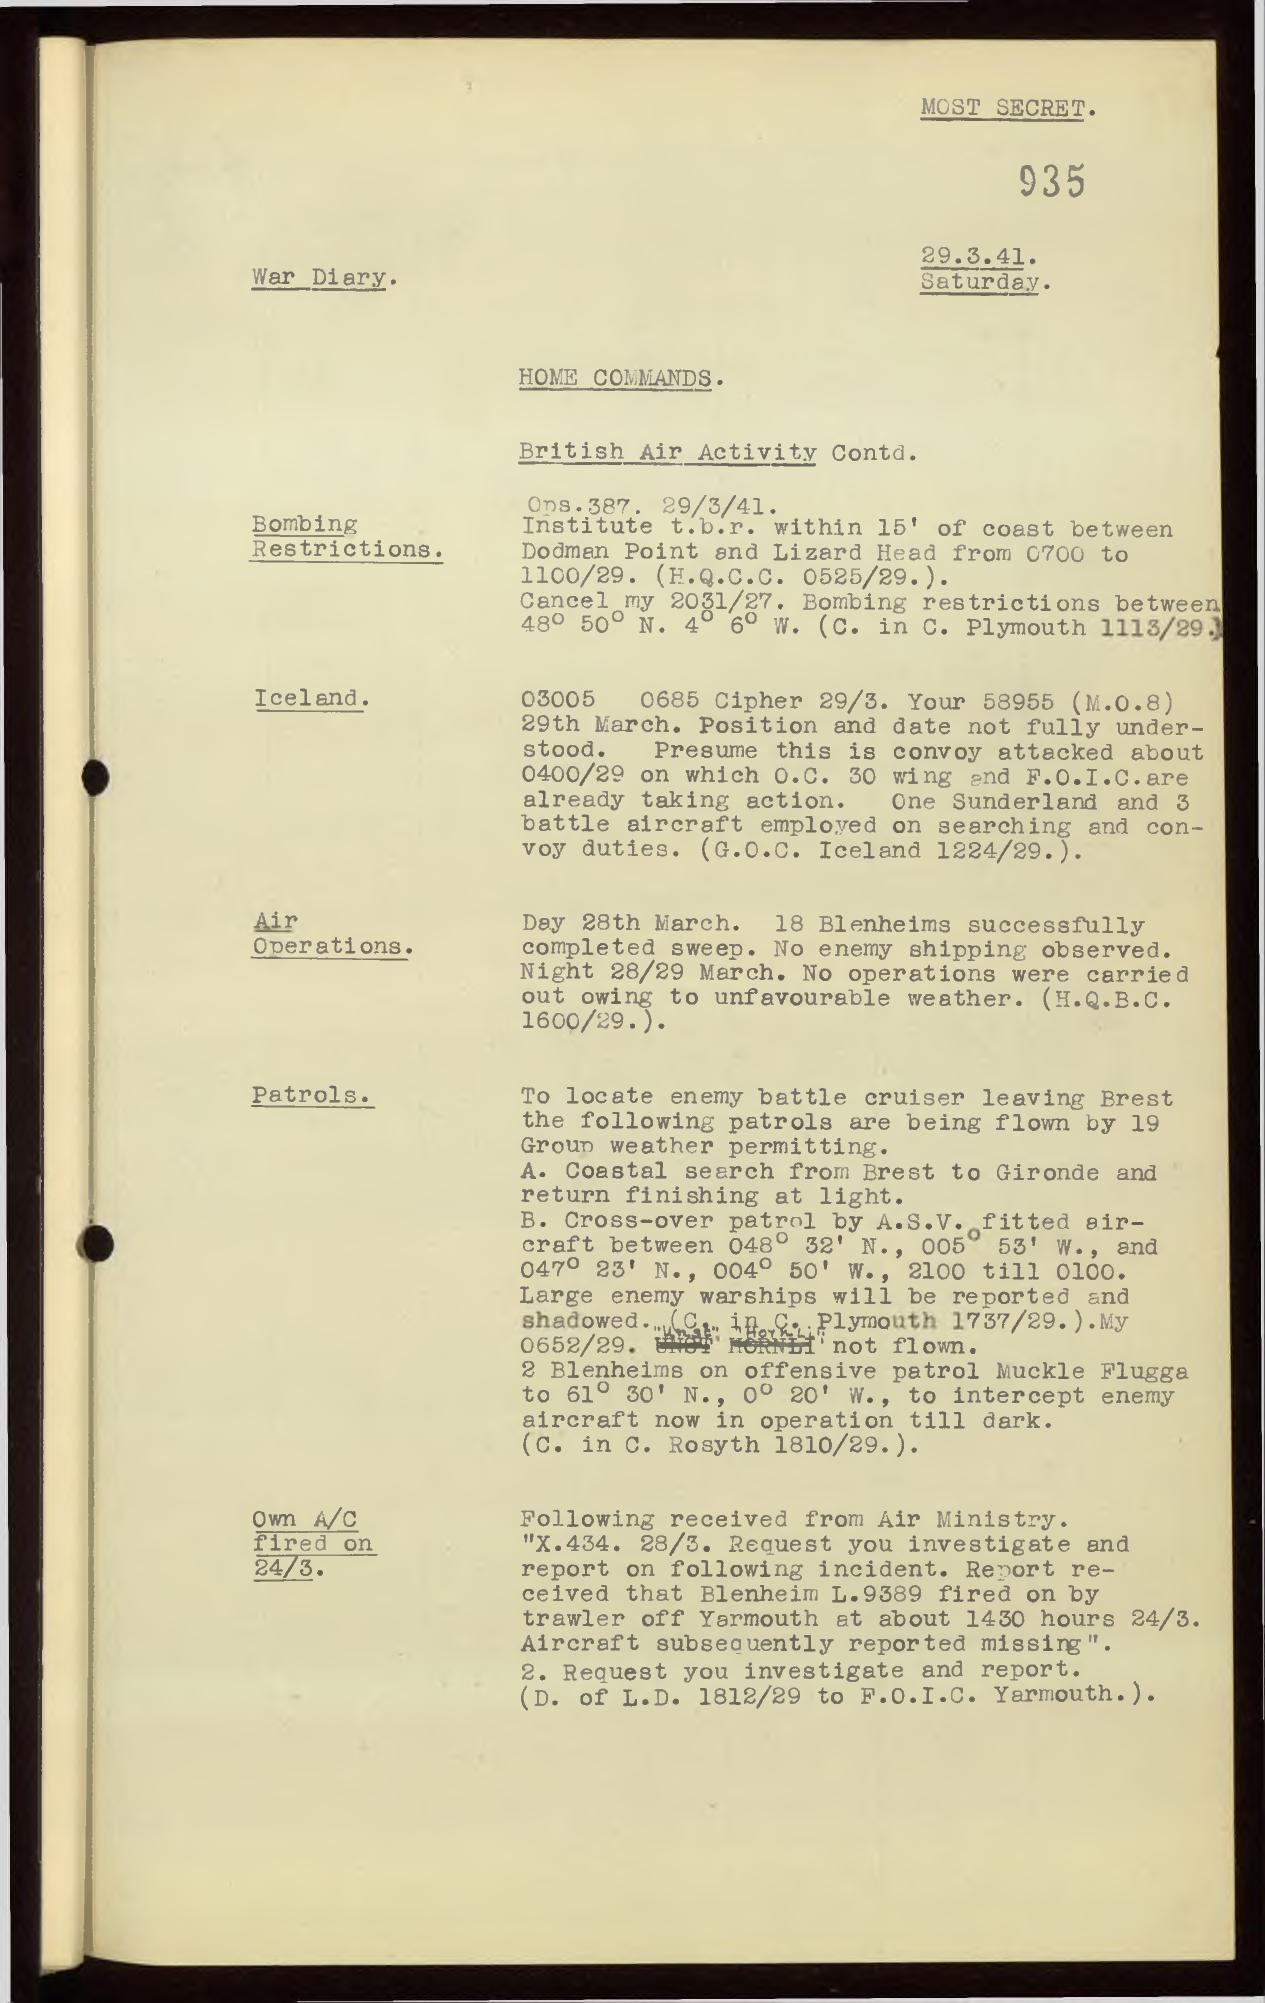 MOST SECRET.
935
29.3.41.
Saturday.
War Diary.
HOME COMMANDS.
British Air Activity Contd.
Bombing
Restrictions.
Ops.387. 29/3/41.
Institute t.b.r. within 15' of coast between
Dodman Point and Lizard Head from 0700 to
1100/29. (H.Q.C.C. 0525/29.).
Cancel my 2031/27. Bombing restrictions between
48° 50° N. 4° 6° W. (C. in C. Plymouth 1113/29.)
Iceland.
03005 0685 Cipher 29/3. Your 58955 (M.O.8)
29th March. Position and date not fully under-
stood. Presume this is convoy attacked about
0400/29 on which O.C. 30 wing and F.O.I.C.are
already taking action. One Sunderland and 3
battle aircraft employed on searching and con-
voy duties. (G.O.C. Iceland 1224/29.).
Air
Operations.
Day 28th March. 18 Blenheims successfully
completed sweep. No enemy shipping observed.
Night 28/29 March. No operations were carried
out owing to unfavourable weather. (H.Q.B.C.
1600/29.).
Patrols.
To locate enemy battle cruiser leaving Brest
the following patrols are being flown by 19
Group weather permitting.
A. Coastal search from Brest to Gironde and
return finishing at light.
B. Cross-over patrol by A.S.V. fitted air-
craft between 048° 32' N., 005° 53' W., and
047° 23' N., 004° 50' W., 2100 till 0100.
Large enemy warships will be reported and
shadowed. (C. in C. Plymouth 1737/29.).My
0652/29. not flown.
2 Blenheims on offensive patrol Muckle Flugga
to 61° 30' N., 0° 20' W., to intercept enemy
aircraft now in operation till dark.
(C. in C. Rosyth 1810/29.).
Own A/C
fired on
24/3.
Following received from Air Ministry.
"X.434. 28/3. Request you investigate and
report on following incident. Report re-
ceived that Blenheim L.9389 fired on by
trawler off Yarmouth at about 1430 hours 24/3.
Aircraft subsequently reported missing".
2. Request you investigate and report.
(D. of L.D. 1812/29 to F.O.I.C. Yarmouth.).